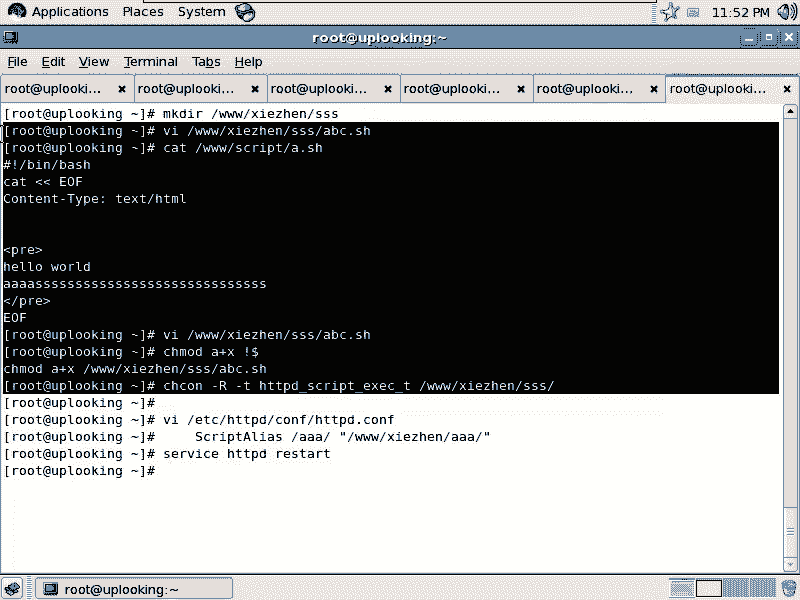 Applications Places System 11:52 PM
root@uplooking:~
File Edit View Terminal Tabs Help
root@uplooki... root@uplooki... root@uplooki... root@uplooki... root@uplooki... root@uplooki...
[root@uplooking ~]# mkdir /www/xiezhen/sss
[root@uplooking ~]# vi /www/xiezhen/sss/abc.sh
[root@uplooking ~]# cat /www/script/a.sh
#!/bin/bash
cat << EOF
Content-Type: text/html
<pre>
hello world
aaaasssssssssssssssssssssssssssss
</pre>
EOF
[root@uplooking ~]# vi /www/xiezhen/sss/abc.sh
[root@uplooking ~]# chmod a+x !$
chmod a+x /www/xiezhen/sss/abc.sh
[root@uplooking ~]# chcon -R -t httpd_script_exec_t /www/xiezhen/sss/
[root@uplooking ~]#
[root@uplooking ~]# vi /etc/httpd/conf/httpd.conf
[root@uplooking ~]#     ScriptAlias /aaa/ "/www/xiezhen/aaa/"
[root@uplooking ~]# service httpd restart
[root@uplooking ~]#
root@uplooking:~